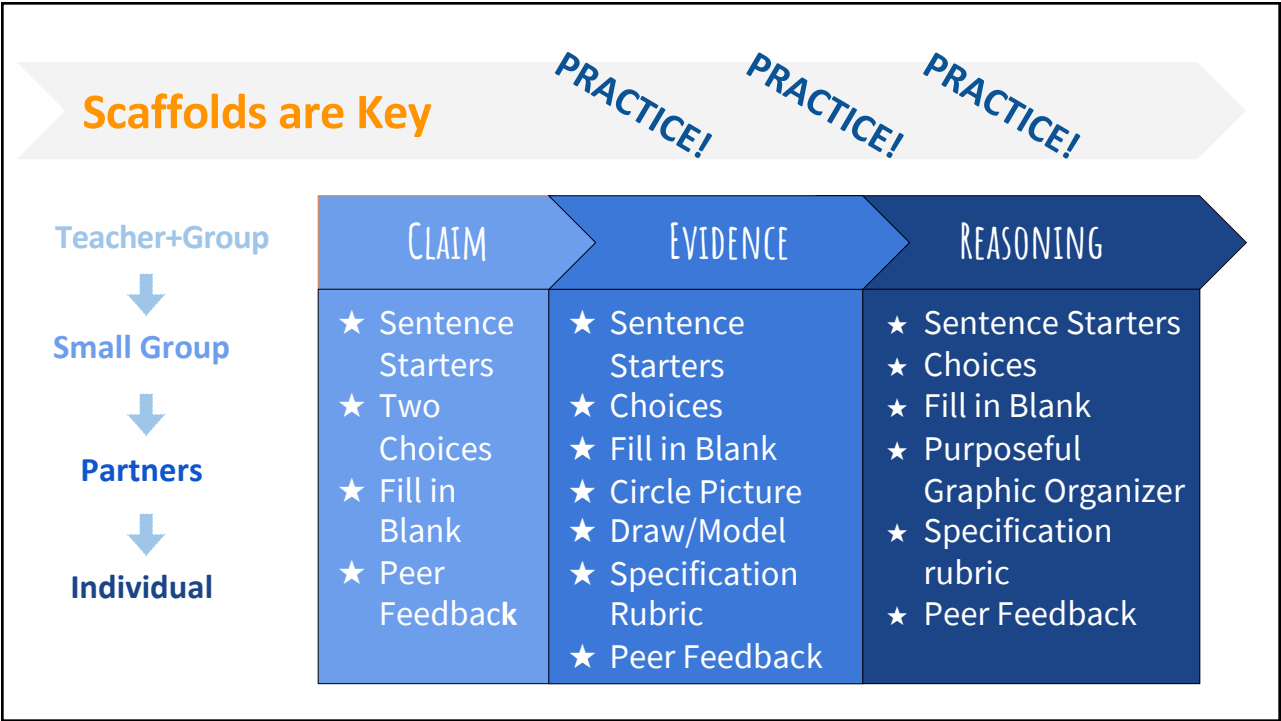 Scaffolds are Key
PRACTICE!
PRACTICE!
PRACTICE!
Teacher+Group
Small Group
Partners
Individual
CLAIM
★ Sentence
Starters
★ Two
Choices
★ Fill in
Blank
★ Peer
Feedback
EVIDENCE
★ Sentence
Starters
★ Choices
★ Fill in Blank
★ Circle Picture
★ Draw/Model
★ Specification
Rubric
★ Peer Feedback
REASONING
★ Sentence Starters
★ Choices
★ Fill in Blank
★ Purposeful
Graphic Organizer
★ Specification
rubric
★ Peer Feedback